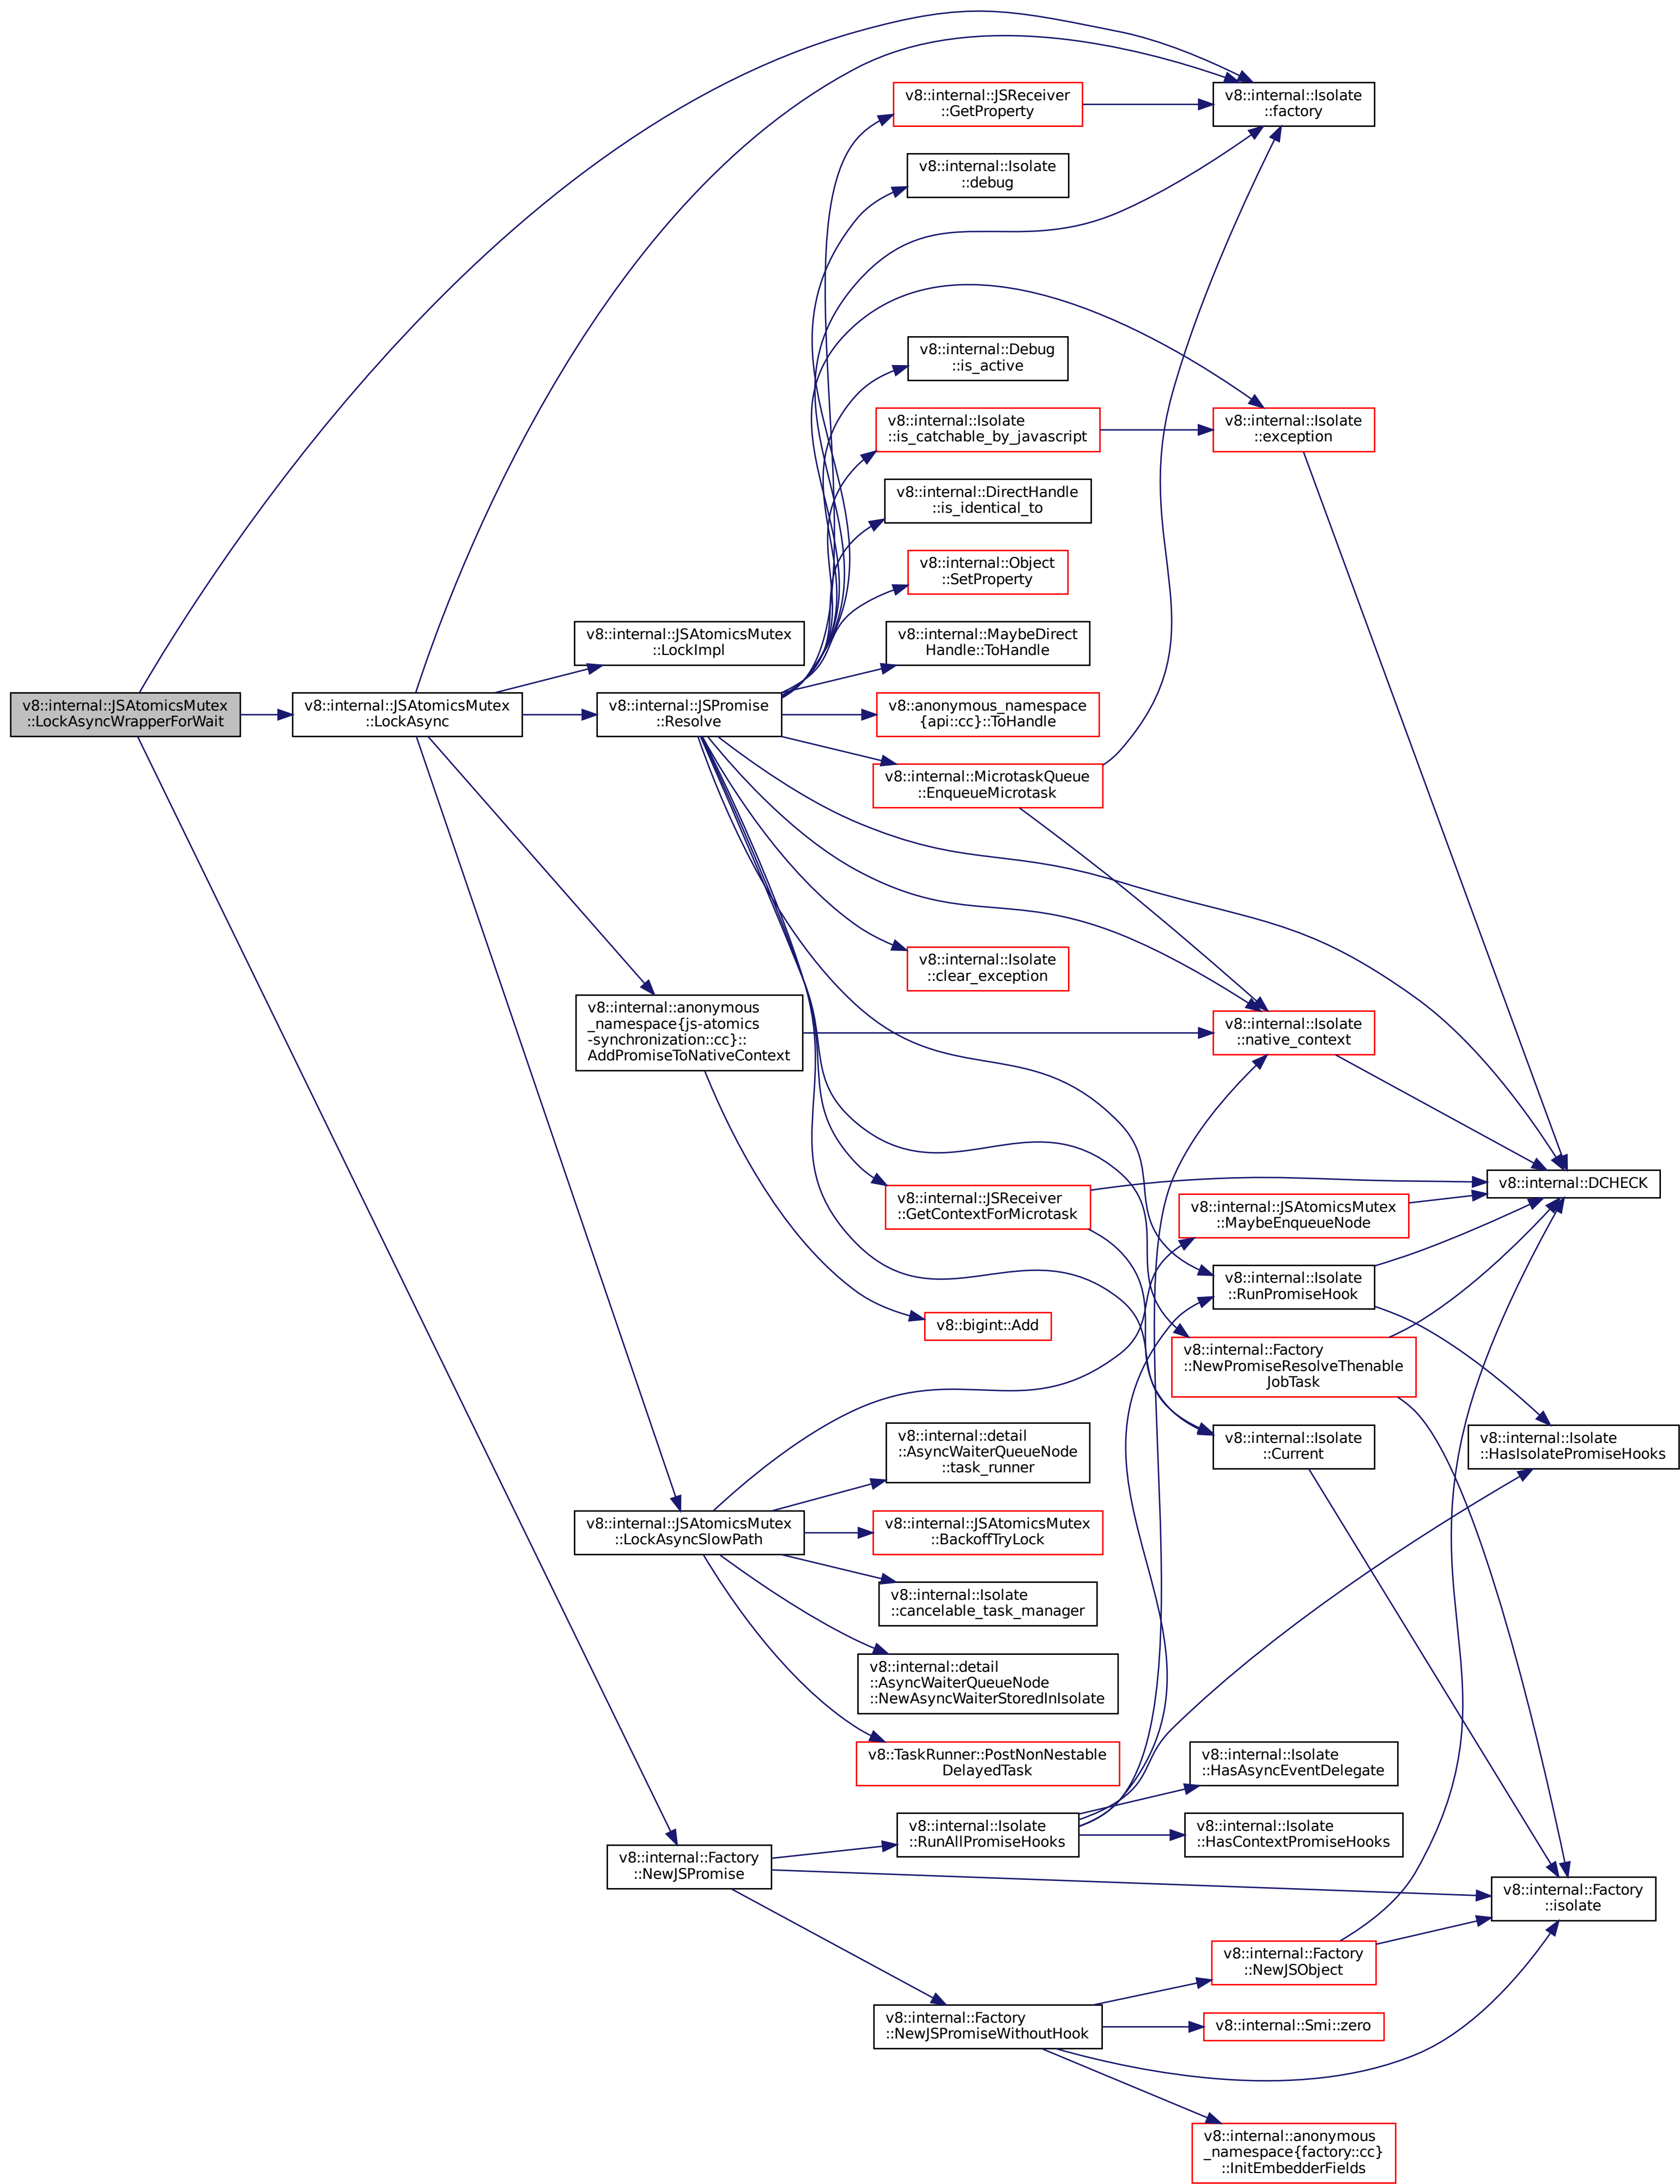 v8::internal::JSAtomicsMutex
::LockAsyncWrapperForWait
v8::internal::JSAtomicsMutex
::LockAsync
v8::internal::JSAtomicsMutex
::LockImpl
v8::internal::JSPromise
::Resolve
v8::internal::anonymous
_namespace{js-atomics
-synchronization::cc}::
AddPromiseToNativeContext
v8::internal::JSAtomicsMutex
::LockAsyncSlowPath
v8::internal::Factory
::NewJSPromise
v8::internal::JSReceiver
::GetProperty
v8::internal::Isolate
::debug
v8::internal::Debug
::is_active
v8::internal::Isolate
::is_catchable_by_javascript
v8::internal::DirectHandle
::is_identical_to
v8::internal::Object
::SetProperty
v8::internal::MaybeDirect
Handle::ToHandle
v8::anonymous_namespace
{api::cc}::ToHandle
v8::internal::MicrotaskQueue
::EnqueueMicrotask
v8::internal::Isolate
::clear_exception
v8::internal::JSReceiver
::GetContextForMicrotask
v8::bigint::Add
v8::internal::detail
::AsyncWaiterQueueNode
::task_runner
v8::internal::JSAtomicsMutex
::BackoffTryLock
v8::internal::Isolate
::cancelable_task_manager
v8::internal::detail
::AsyncWaiterQueueNode
::NewAsyncWaiterStoredInIsolate
v8::TaskRunner::PostNonNestable
DelayedTask
v8::internal::Isolate
::RunAllPromiseHooks
v8::internal::Factory
::NewJSPromiseWithoutHook
v8::internal::Isolate
::factory
v8::internal::Isolate
::exception
v8::internal::Isolate
::native_context
v8::internal::JSAtomicsMutex
::MaybeEnqueueNode
v8::internal::Isolate
::RunPromiseHook
v8::internal::Factory
::NewPromiseResolveThenable
JobTask
v8::internal::Isolate
::Current
v8::internal::Isolate
::HasAsyncEventDelegate
v8::internal::Isolate
::HasContextPromiseHooks
v8::internal::Factory
::NewJSObject
v8::internal::Smi::zero
v8::internal::anonymous
_namespace{factory::cc}
::InitEmbedderFields
v8::internal::DCHECK
v8::internal::Isolate
::HasIsolatePromiseHooks
v8::internal::Factory
::isolate